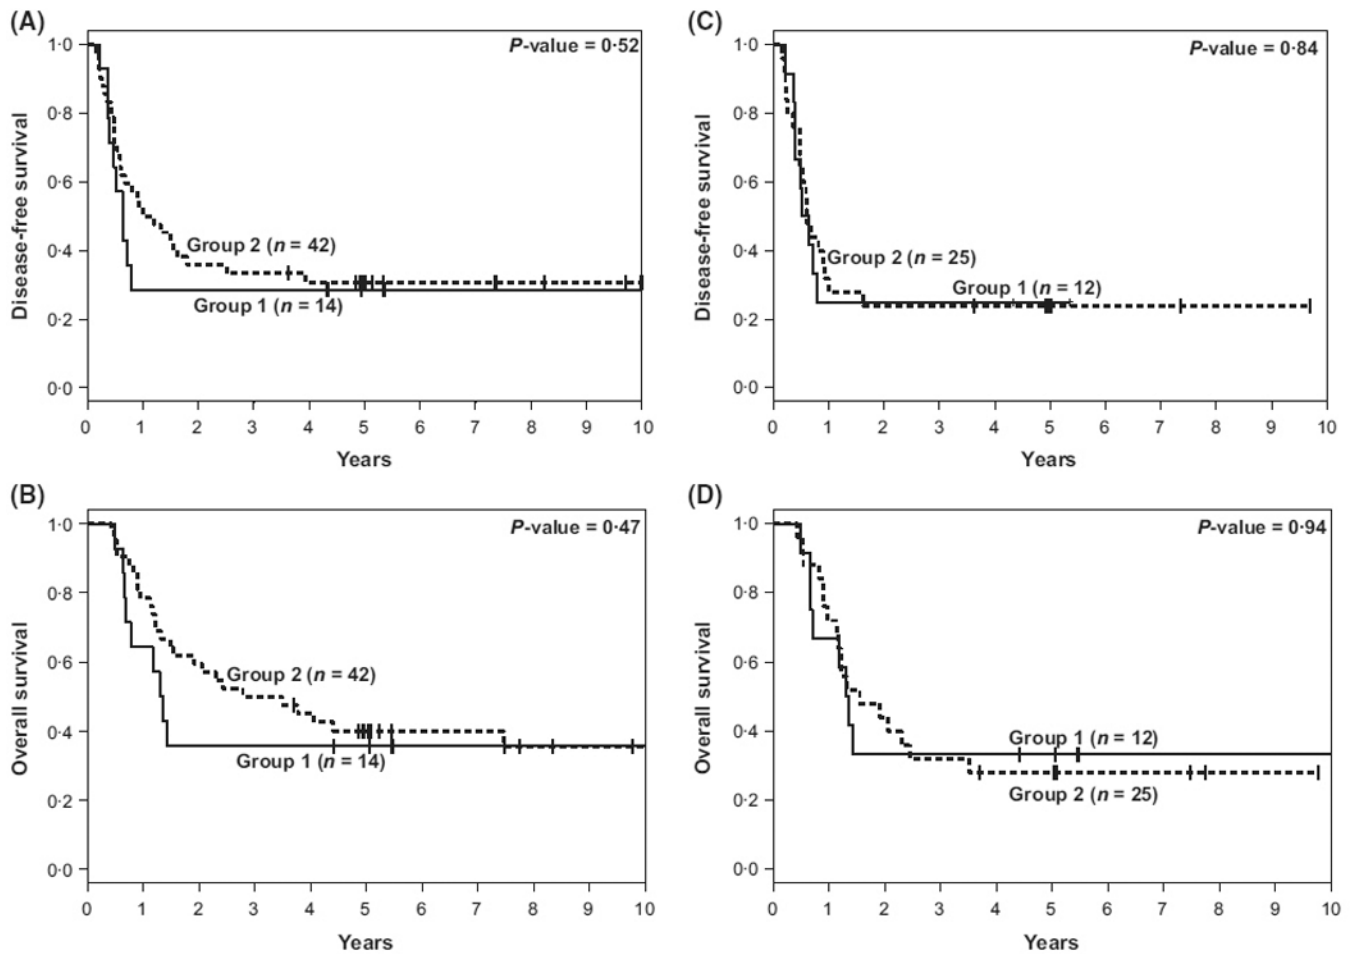 (A)
P-value = 0·52
Disease-free survival
1·0
0·8
0·6
0·4
0·2
0·0
Group 2 (n = 42)
Group 1 (n = 14)
0 1 2 3 4 5 6 7 8 9 10
Years
(C)
P-value = 0·84
Disease-free survival
1·0
0·8
0·6
0·4
0·2
0·0
Group 2 (n = 25)
Group 1 (n = 12)
0 1 2 3 4 5 6 7 8 9 10
Years
(B)
P-value = 0·47
Overall survival
1·0
0·8
0·6
0·4
0·2
0·0
Group 2 (n = 42)
Group 1 (n = 14)
0 1 2 3 4 5 6 7 8 9 10
Years
(D)
P-value = 0·94
Overall survival
1·0
0·8
0·6
0·4
0·2
0·0
Group 1 (n = 12)
Group 2 (n = 25)
0 1 2 3 4 5 6 7 8 9 10
Years